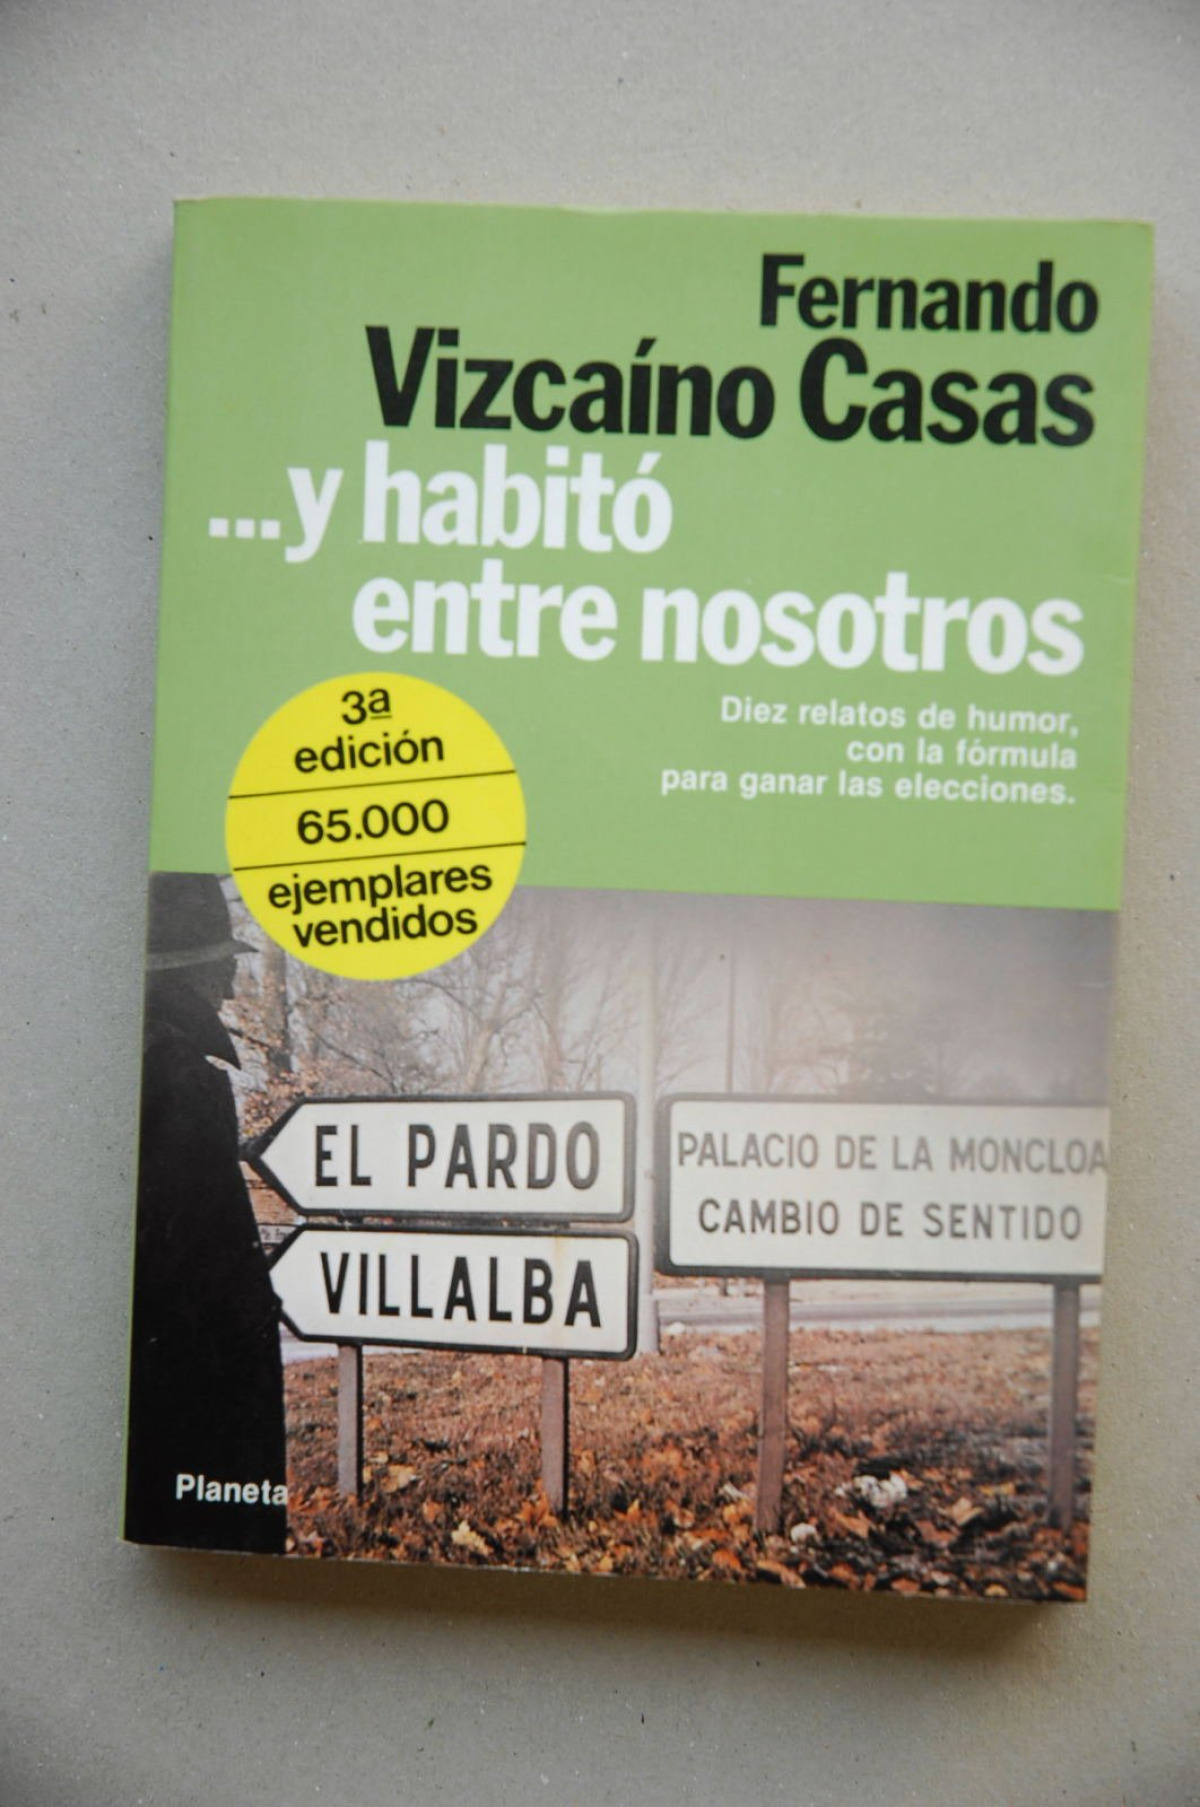 Fernando
Vizcaíno Casas
...y habitó
entre nosotros
Diez relatos de humor,
con la fórmula
para ganar las elecciones.
3ª
edición
65.000
ejemplares
vendidos
EL PARDO
VILLALBA
PALACIO DE LA MONCLOA
CAMBIO DE SENTIDO
Planeta